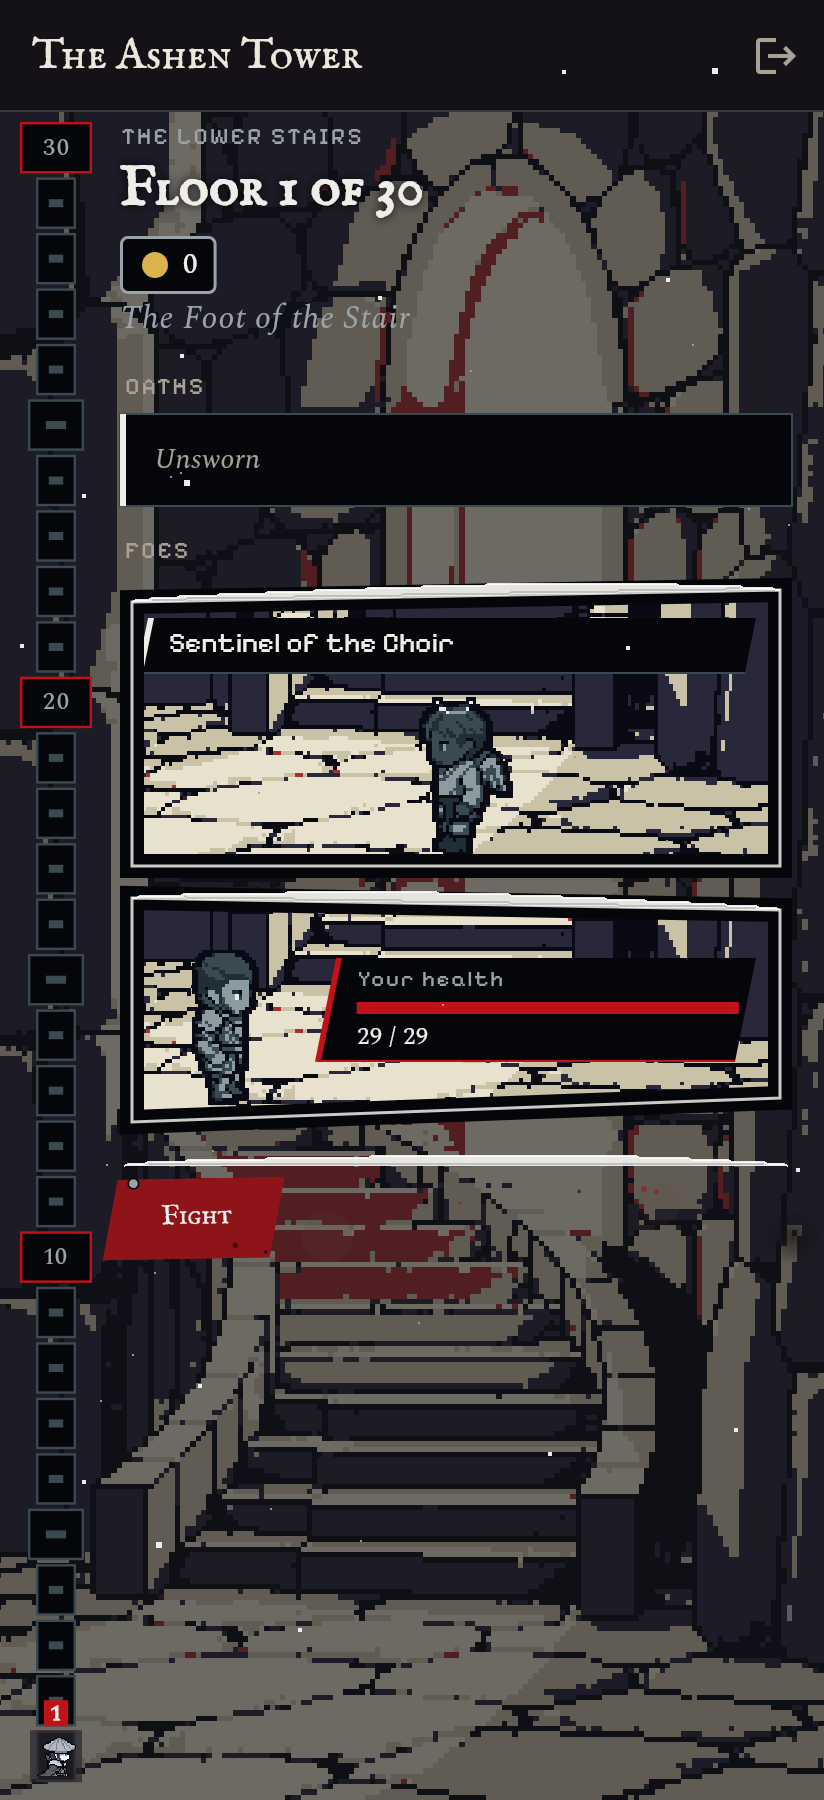 The Ashen Tower
30
THE LOWER STAIRS
Floor 1 of 30
0
The Foot of the Stair
OATHS
Unsworn
FOES
Sentinel of the Choir
20
Your health
29 / 29
Fight
10
1